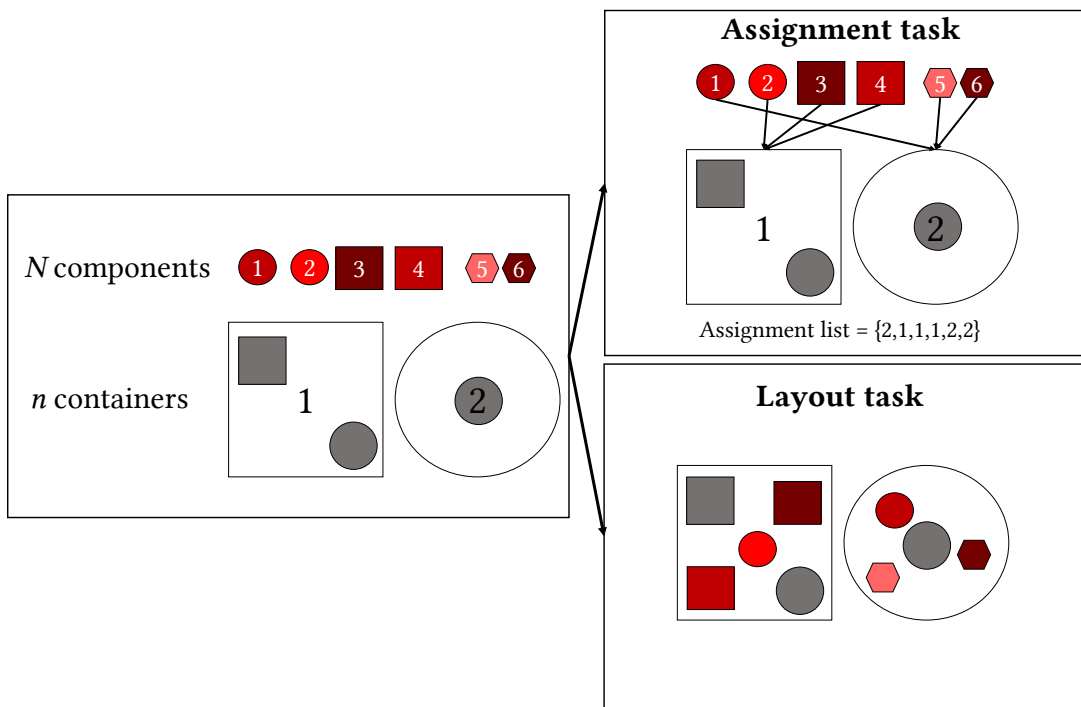 N components
1 2 3 4 5 6
n containers
1
2
Assignment task
1 2 3 4 5 6
1
2
Assignment list = {2,1,1,1,2,2}
Layout task